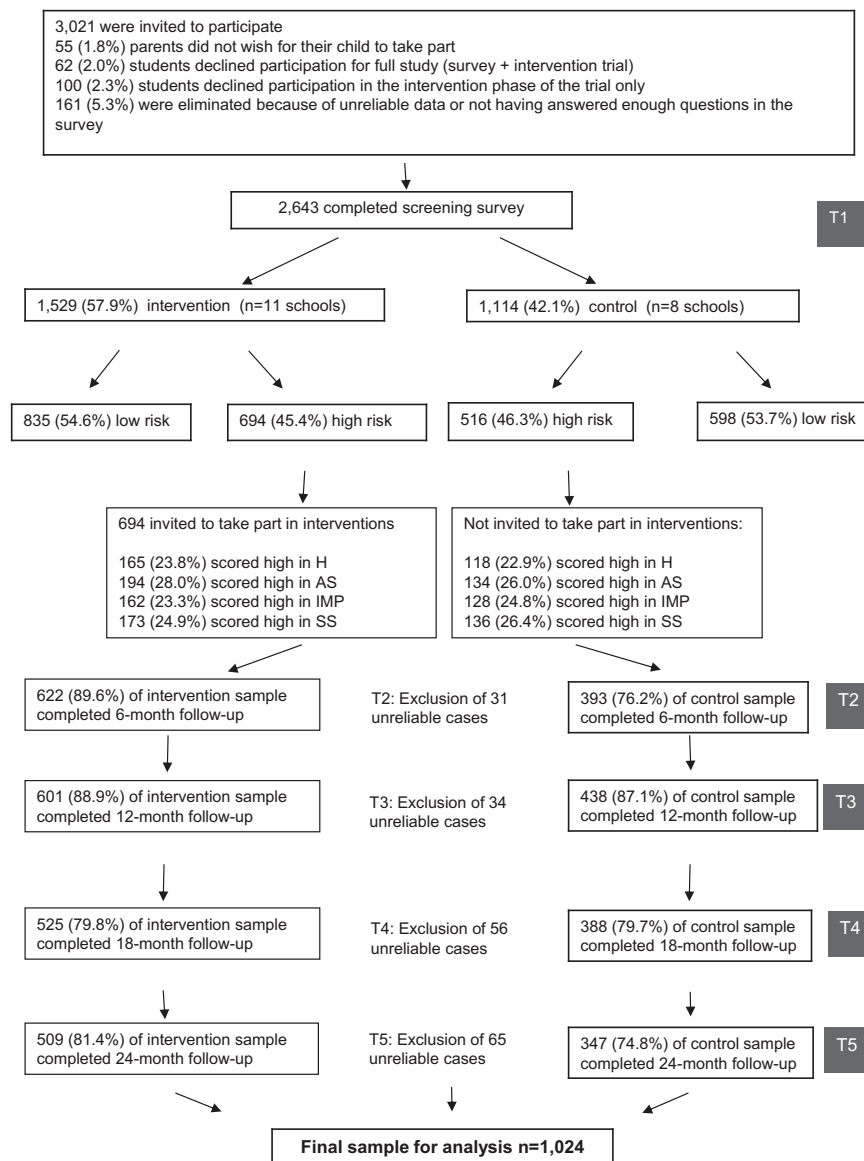 3,021 were invited to participate
55 (1.8%) parents did not wish for their child to take part
62 (2.0%) students declined participation for full study (survey + intervention trial)
100 (2.3%) students declined participation in the intervention phase of the trial only
161 (5.3%) were eliminated because of unreliable data or not having answered enough questions in the
survey
2,643 completed screening survey
T1
1,529 (57.9%) intervention (n=11 schools)
1,114 (42.1%) control (n=8 schools)
835 (54.6%) low risk
694 (45.4%) high risk
516 (46.3%) high risk
598 (53.7%) low risk
694 invited to take part in interventions
165 (23.8%) scored high in H
194 (28.0%) scored high in AS
162 (23.3%) scored high in IMP
173 (24.9%) scored high in SS
Not invited to take part in interventions:
118 (22.9%) scored high in H
134 (26.0%) scored high in AS
128 (24.8%) scored high in IMP
136 (26.4%) scored high in SS
622 (89.6%) of intervention sample
completed 6-month follow-up
T2: Exclusion of 31
unreliable cases
393 (76.2%) of control sample
completed 6-month follow-up
T2
601 (88.9%) of intervention sample
completed 12-month follow-up
T3: Exclusion of 34
unreliable cases
438 (87.1%) of control sample
completed 12-month follow-up
T3
525 (79.8%) of intervention sample
completed 18-month follow-up
T4: Exclusion of 56
unreliable cases
388 (79.7%) of control sample
completed 18-month follow-up
T4
509 (81.4%) of intervention sample
completed 24-month follow-up
T5: Exclusion of 65
unreliable cases
347 (74.8%) of control sample
completed 24-month follow-up
T5
Final sample for analysis n=1,024